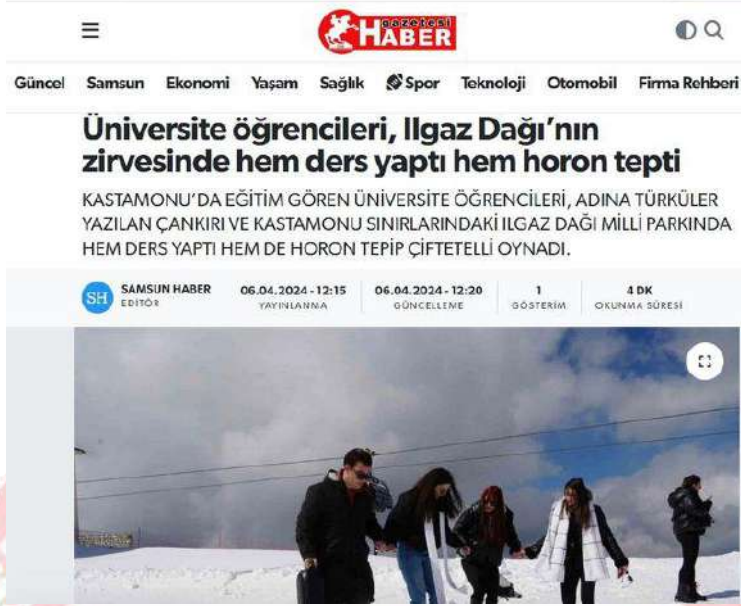 gazetesi
HABER
Güncel Samsun Ekonomi Yaşam Sağlık Spor Teknoloji Otomobil Firma Rehberi
Üniversite öğrencileri, Ilgaz Dağı’nın
zirvesinde hem ders yaptı hem horon tepti
KASTAMONU’DA EĞİTİM GÖREN ÜNİVERSİTE ÖĞRENCİLERİ, ADINA TÜRKÜLER
YAZILAN ÇANKIRI VE KASTAMONU SINIRLARINDAKİ ILGAZ DAĞI MİLLİ PARKINDA
HEM DERS YAPTI HEM DE HORON TEPİP ÇİFTETELLİ OYNADI.
SH SAMSUN HABER 06.04.2024 - 12:15 06.04.2024 - 12:20 1 4 DK
EDİTÖR YAYINLANMA GÜNCELLEME GÖSTERİM OKUNMA SÜRESİ